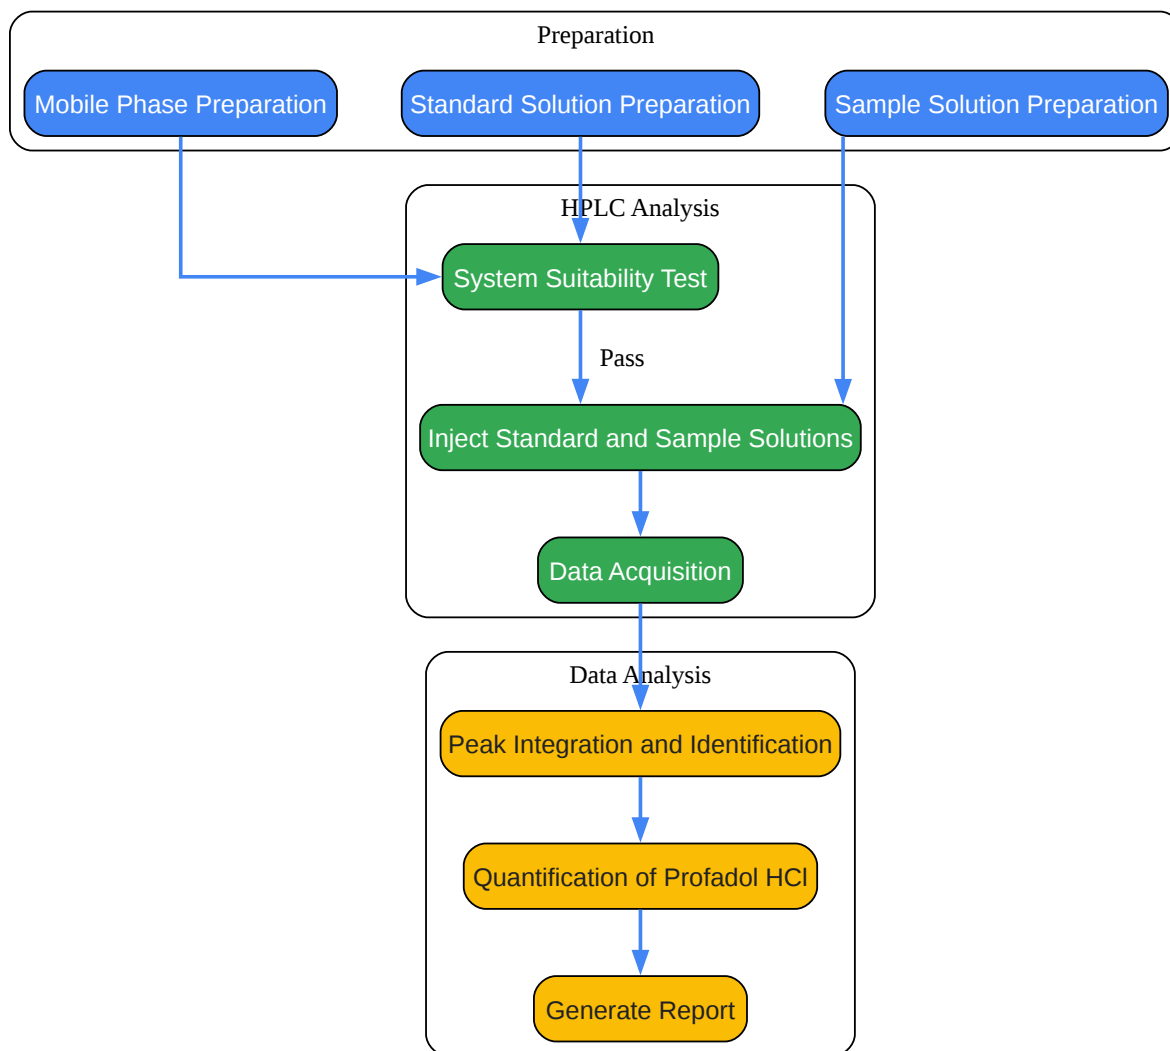 Preparation
Mobile Phase Preparation
Standard Solution Preparation
Sample Solution Preparation
HPLC Analysis
System Suitability Test
Pass
Inject Standard and Sample Solutions
Data Acquisition
Data Analysis
Peak Integration and Identification
Quantification of Profadol HCl
Generate Report